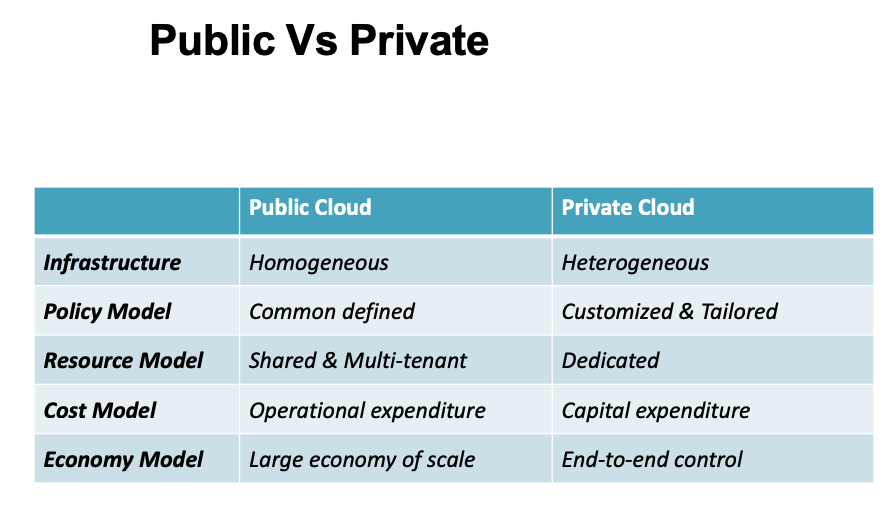 Public Vs Private
Public Cloud Private Cloud
Infrastructure Homogeneous Heterogeneous
Policy Model Common defined Customized & Tailored
Resource Model Shared & Multi-tenant Dedicated
Cost Model Operational expenditure Capital expenditure
Economy Model Large economy of scale End-to-end control